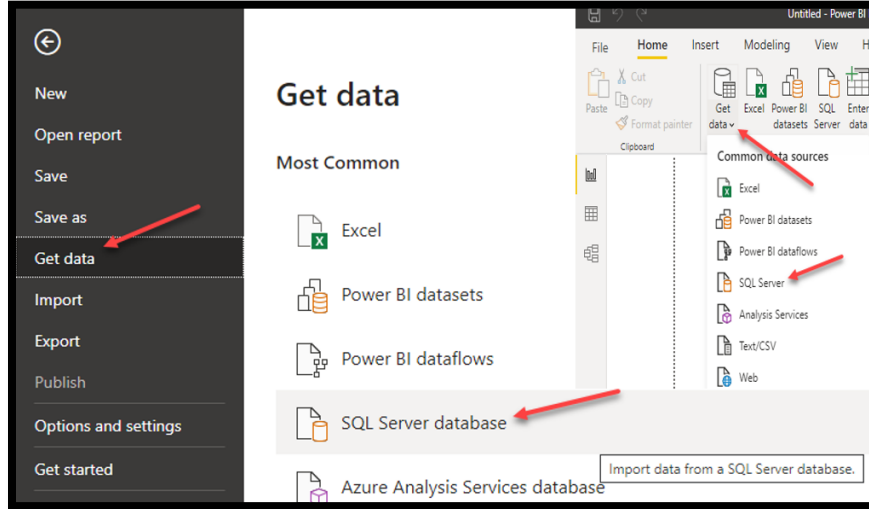 New
Open report
Save
Save as
Get data
Import
Export
Publish
Options and settings
Get started
Get data
Most Common
Excel
Power BI datasets
Power BI dataflows
SQL Server database
Azure Analysis Services database
Import data from a SQL Server database.
Untitled - Power BI
File Home Insert Modeling View H
Paste
Cut
Copy
Format painter
Clipboard
Get data
Excel
Power BI datasets
SQL Server
Enter data
Common data sources
Excel
Power BI datasets
Power BI dataflows
SQL Server
Analysis Services
Text/CSV
Web